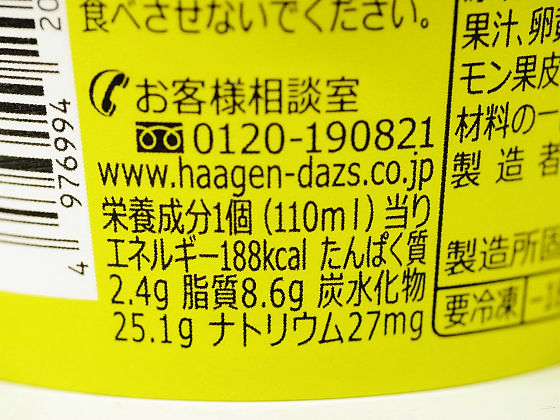 食べさせないでください。
お客様相談室
0120-190821
www.haagen-dazs.co.jp
栄養成分1個 (110ml) 当り
エネルギー188kcal たんぱく質
2.4g 脂質8.6g 炭水化物
25.1g ナトリウム27mg
果汁、卵
モン果皮
材料の一
製造者
製造所固
要冷凍
4 976994
20